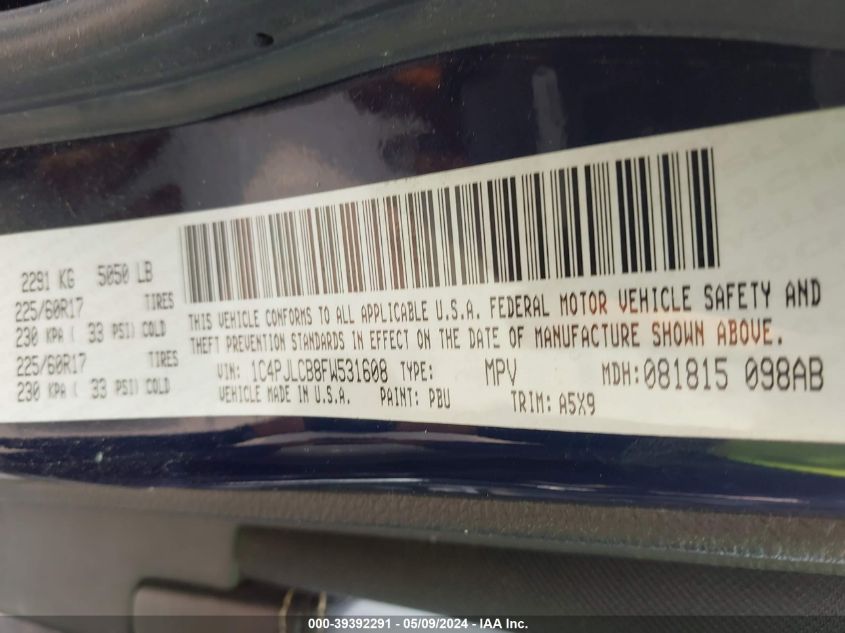 2291 KG 5050 LB
225/60R17 TIRES
230 KPA ( 33 PSI) COLD
225/60R17 TIRES
230 KPA ( 33 PSI) COLD
THIS VEHICLE CONFORMS TO ALL APPLICABLE U.S.A. FEDERAL MOTOR VEHICLE SAFETY AND
THEFT PREVENTION STANDARDS IN EFFECT ON THE DATE OF MANUFACTURE SHOWN ABOVE.
VIN: 1C4PJLCB8FW531608 TYPE: MPV MDH: 081815 098AB
VEHICLE MADE IN U.S.A. PAINT: PBU TRIM: A5X9
000-39392291 - 05/09/2024 - IAA Inc.